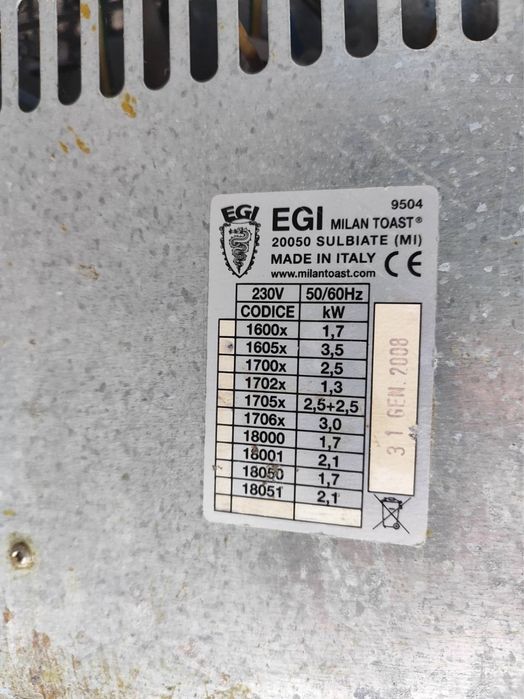 9504
EGI
EGI MILAN TOAST®
20050 SULBIATE (MI)
MADE IN ITALY CE
www.milantoast.com
230V 50/60Hz
CODICE kW
1600x 1,7
1605x 3,5
1700x 2,5
1702x 1,3
1705x 2,5+2,5
1706x 3,0
18000 1,7
18001 2,1
18050 1,7
18051 2,1
31 GEN. 2008